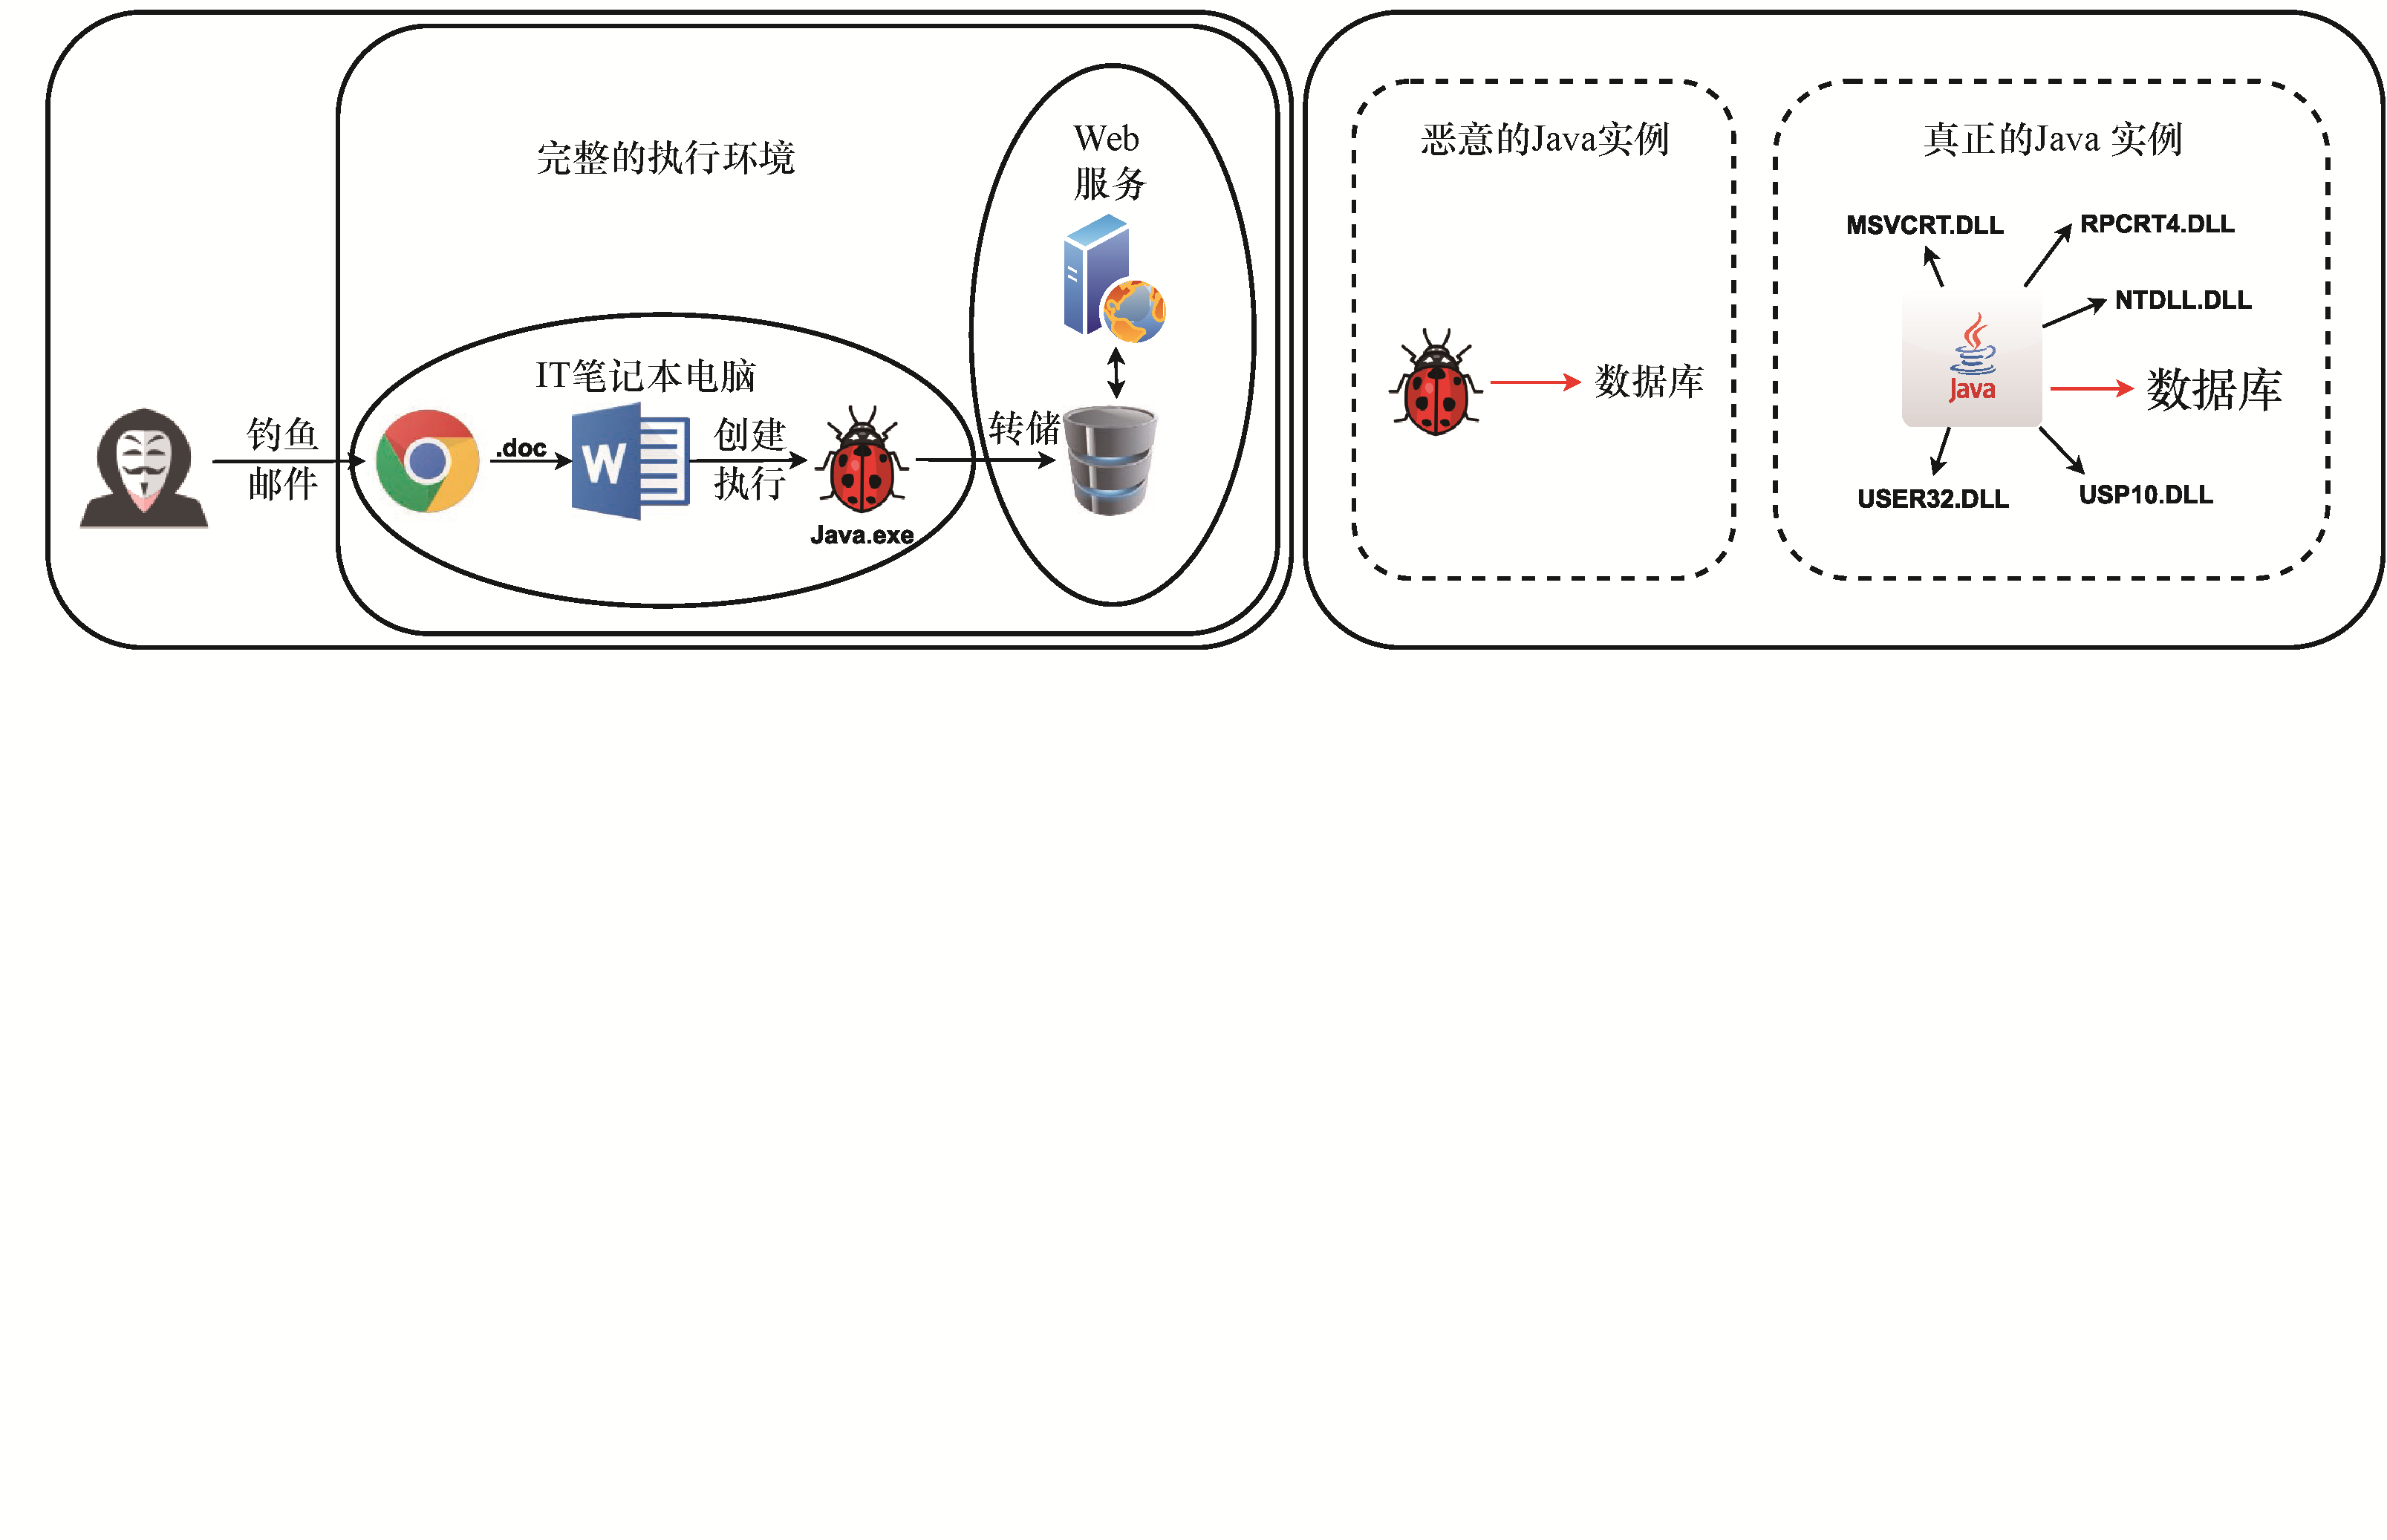 完整的执行环境
Web
服务
IT笔记本电脑
钓鱼
邮件
.doc
W
创建
执行
Java.exe
转储
恶意的Java实例
数据库
真正的Java 实例
MSVCRT.DLL
RPCRT4.DLL
NTDLL.DLL
Java
数据库
USER32.DLL
USP10.DLL